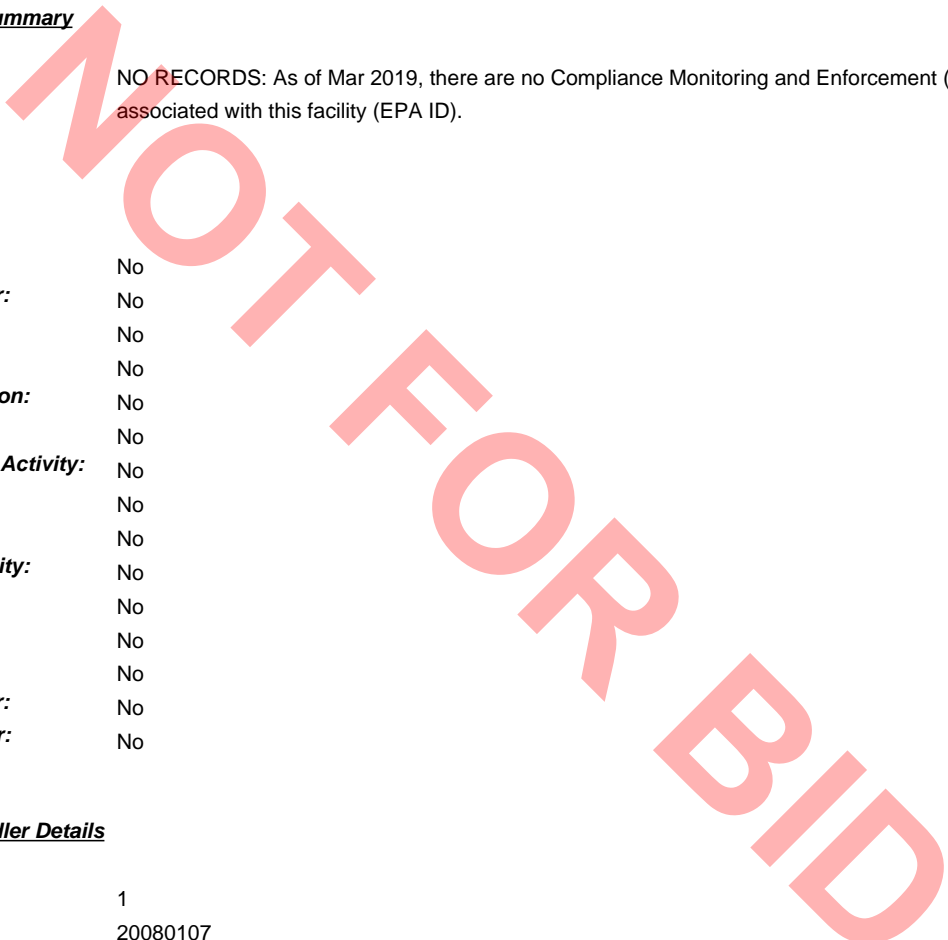 ummary
NO RECORDS: As of Mar 2019, there are no Compliance Monitoring and Enforcement (
associated with this facility (EPA ID).
No
r: No
No
No
on: No
No
Activity: No
No
No
ity: No
No
No
No
r: No
r: No
ller Details
1
20080107
NOT FOR BID